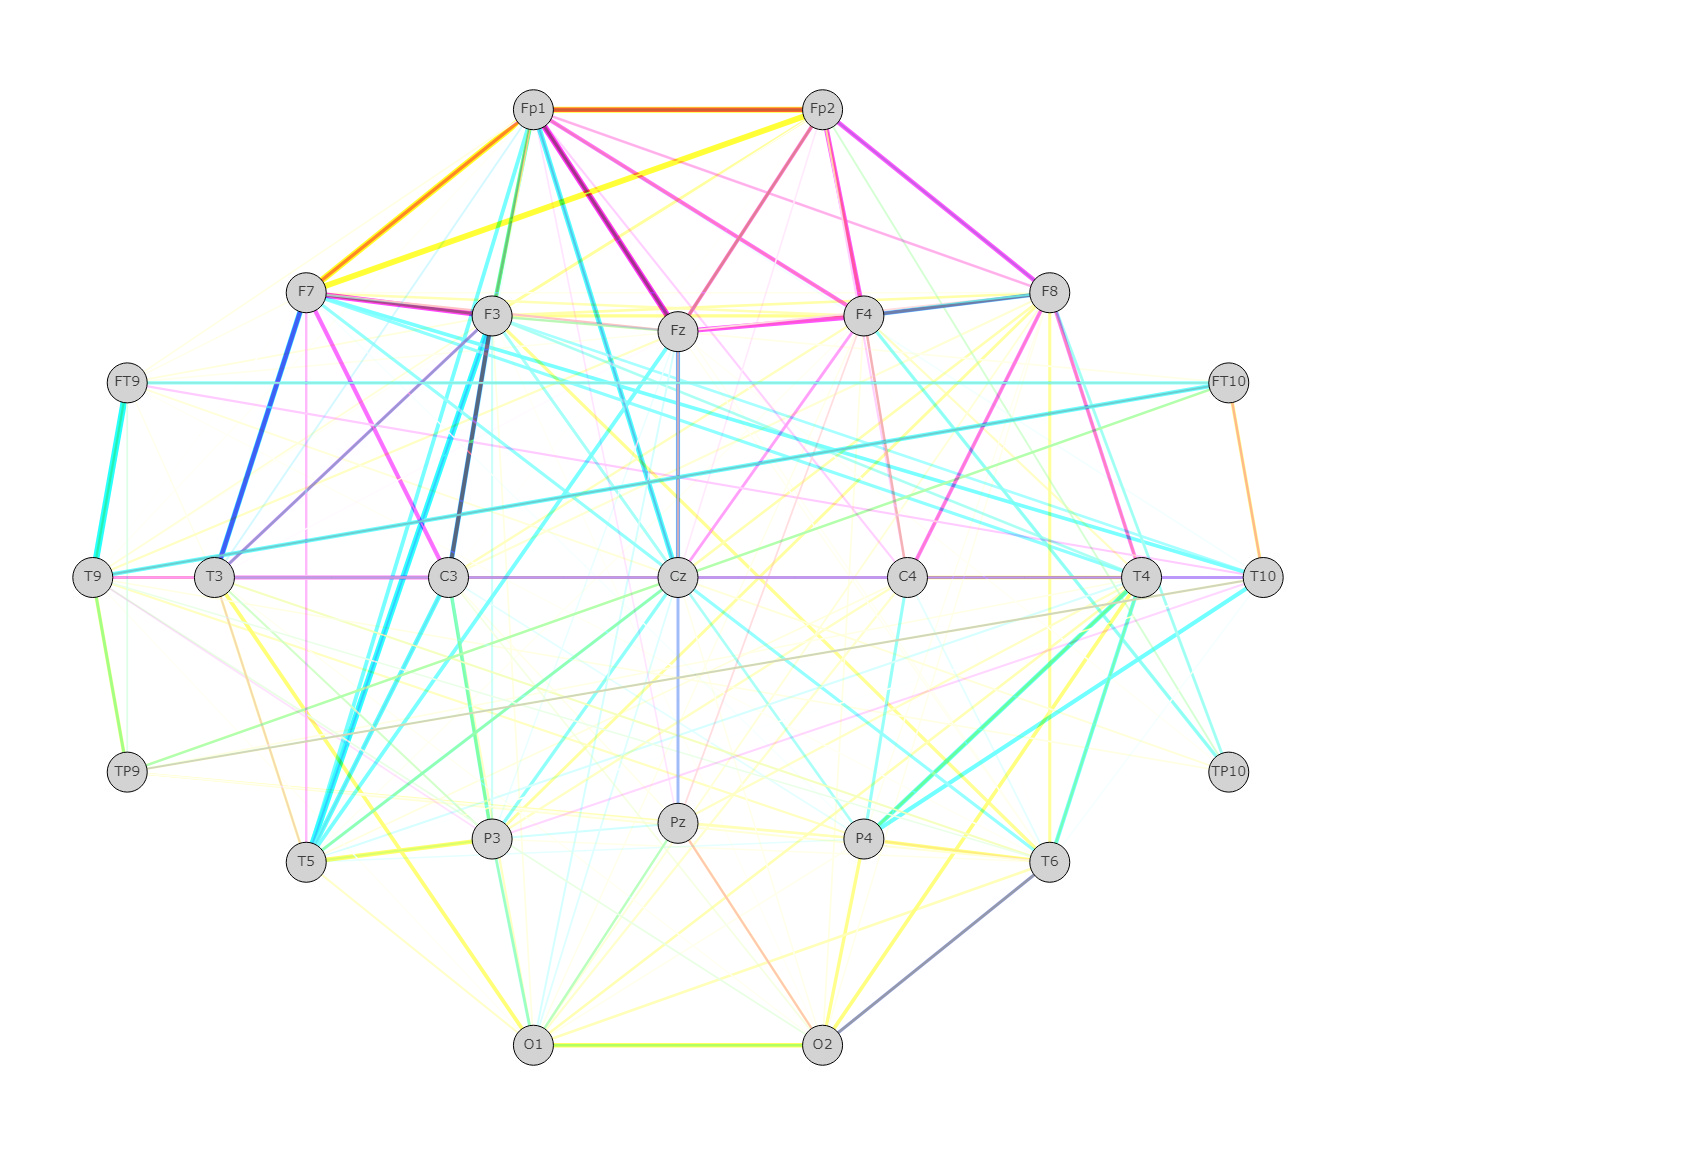 Fp1 Fp2
F7 F3 Fz F4 F8
FT9 FT10
T9 T3 C3 Cz C4 T4 T10
TP9 TP10
T5 P3 Pz P4 T6
O1 O2